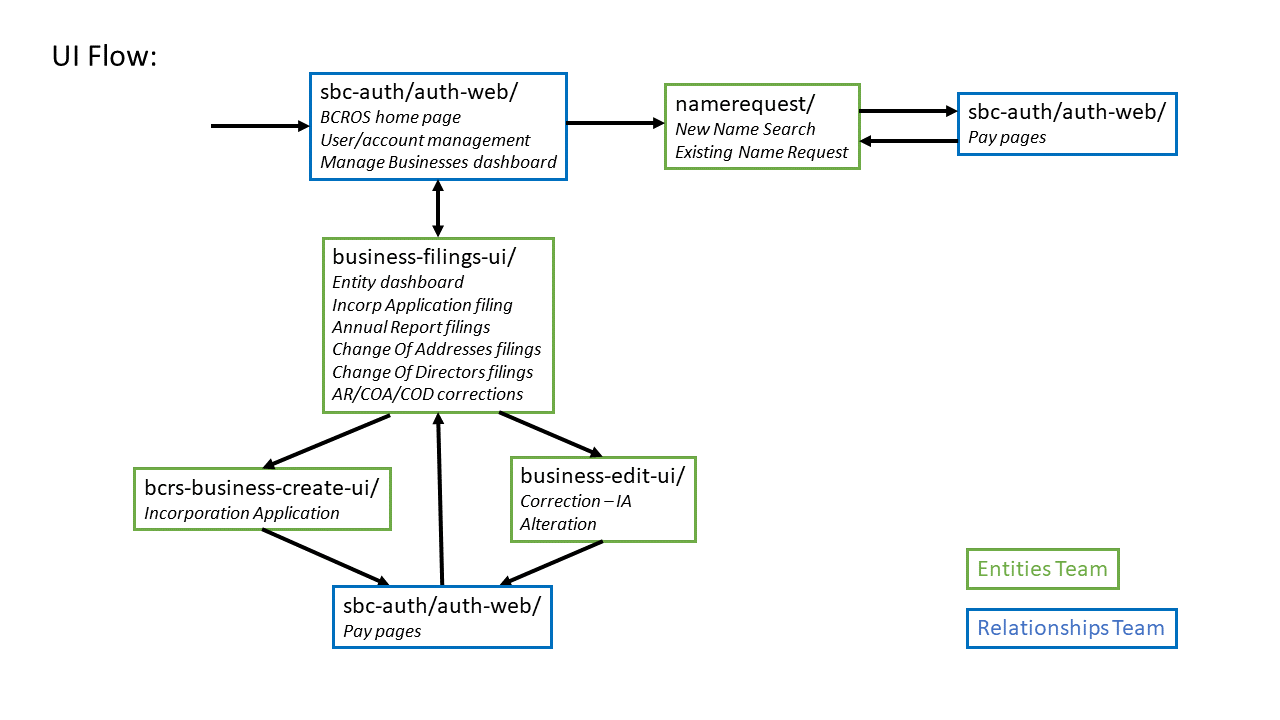 UI Flow:
sbc-auth/auth-web/
BCROS home page
User/account management
Manage Businesses dashboard
namerequest/
New Name Search
Existing Name Request
sbc-auth/auth-web/
Pay pages
business-filings-ui/
Entity dashboard
Incorp Application filing
Annual Report filings
Change Of Addresses filings
Change Of Directors filings
AR/COA/COD corrections
bcrs-business-create-ui/
Incorporation Application
business-edit-ui/
Correction – IA
Alteration
sbc-auth/auth-web/
Pay pages
Entities Team
Relationships Team